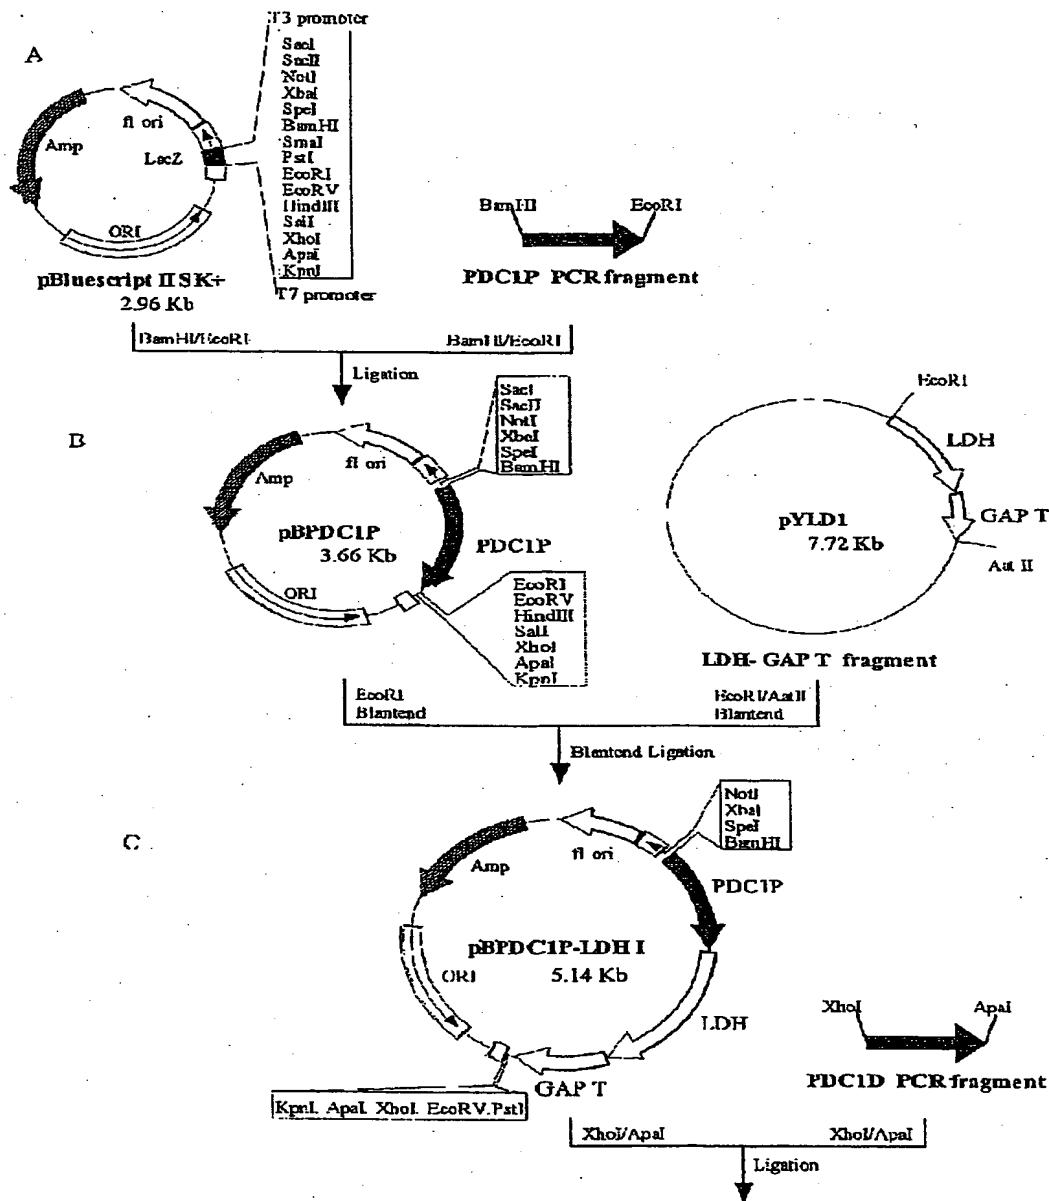 T3 promoter
A
SacI
SacII
NotI
XbaI
SpeI
BamHI
SmaI
PstI
EcoRI
EcoRV
HindIII
SalI
XhoI
ApaI
KpnI
T7 promoter
f1 ori
Amp
LacZ
ORI
pBluescript II SK+
2.96 Kb
BamHI
EcoRI
PDC1P PCR fragment
BamHI/EcoRI
BamHI/EcoRI
Ligation
B
SacI
SacII
NotI
XbaI
SpeI
BamHI
f1 ori
Amp
pBPDC1P
3.66 Kb
PDC1P
ORI
EcoRI
EcoRV
HindIII
SalI
XhoI
ApaI
KpnI
EcoRI
LDH
pYLD1
7.72 Kb
GAP T
Aat II
LDH- GAP T fragment
EcoRI
Blantend
EcoRI/AatII
Blantend
Blantend Ligation
C
NotI
XbaI
SpeI
BamHI
f1 ori
Amp
PDC1P
pBPDC1P-LDH I
5.14 Kb
ORI
LDH
GAP T
KpnI. ApaI. XhoI. EcoRV.PstI
XhoI
ApaI
PDC1D PCR fragment
XhoI/ApaI
XhoI/ApaI
Ligation